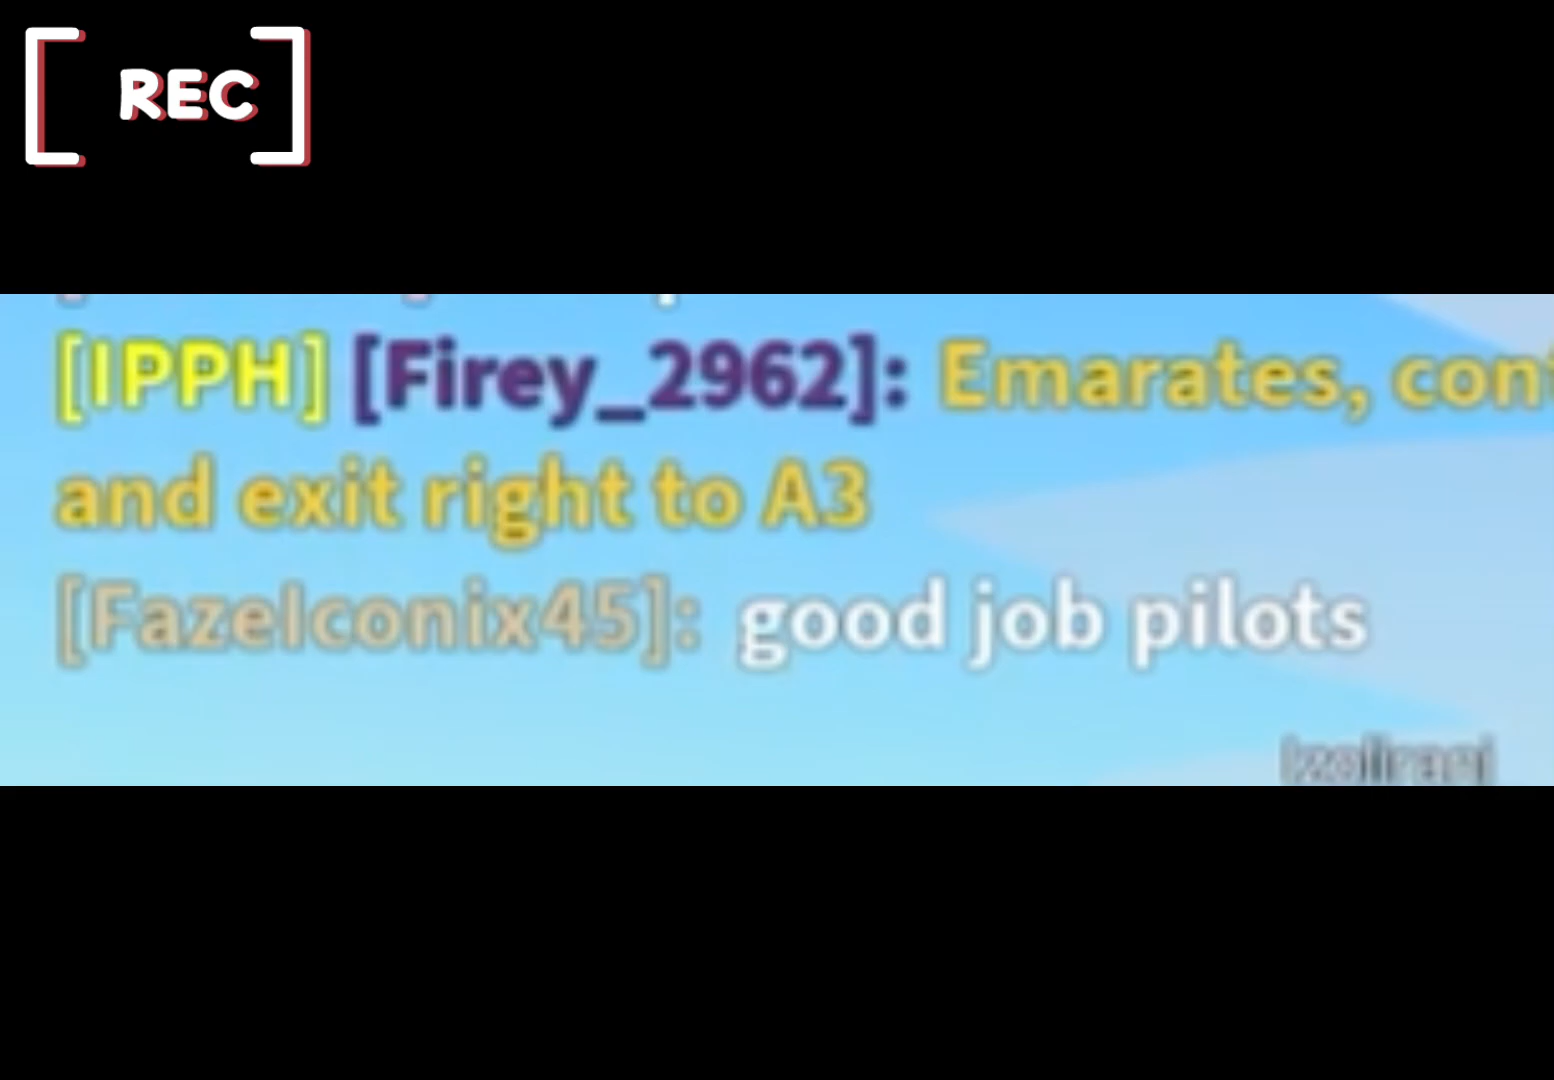 [ REC ]
[IPPH] [Firey_2962]: Emarates,
and exit right to A3
[FazeIconix45]: good job pilots